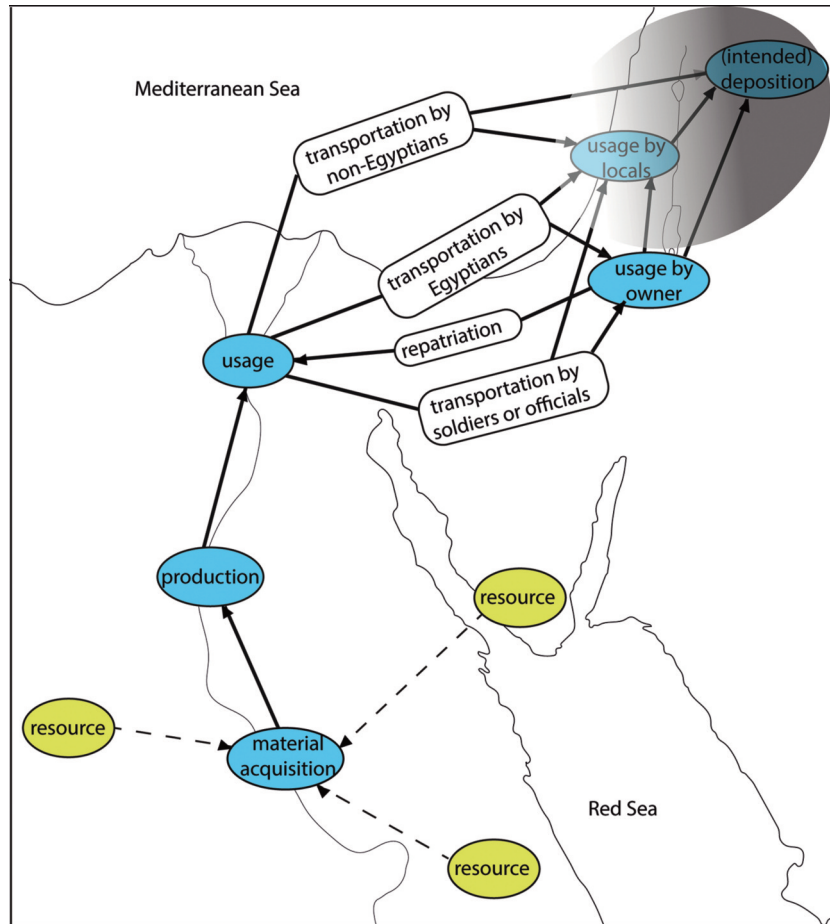 (intended)
deposition
Mediterranean Sea
transportation by
non-Egyptians
usage by
locals
transportation by
Egyptians
usage by
owner
repatriation
usage
transportation by
soldiers or officials
production
resource
resource
material
acquisition
Red Sea
resource